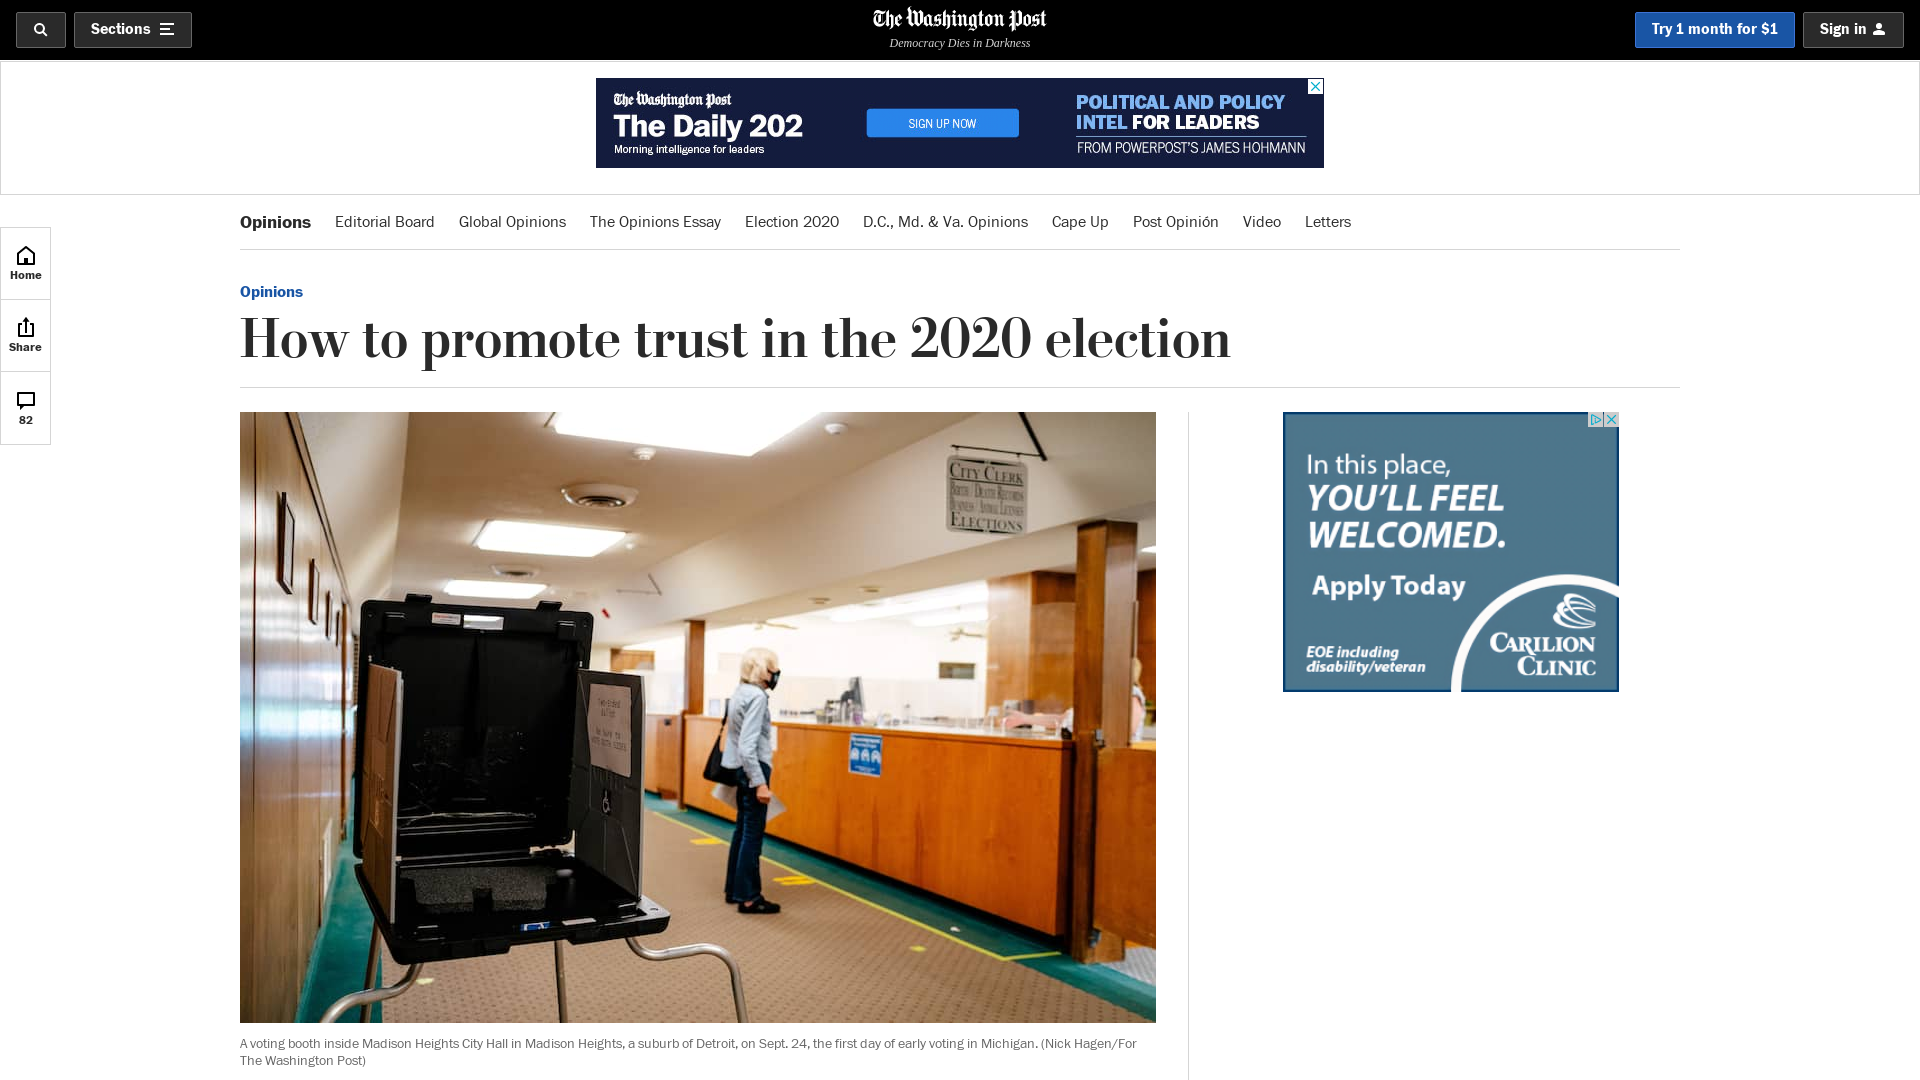 Sections
The Washington Post
Democracy Dies in Darkness
Try 1 month for $1
Sign in
The Washington Post
The Daily 202
Morning intelligence for leaders
SIGN UP NOW
POLITICAL AND POLICY
INTEL FOR LEADERS
FROM POWERPOST'S JAMES HOHMANN
Opinions
Editorial Board
Global Opinions
The Opinions Essay
Election 2020
D.C., Md. & Va. Opinions
Cape Up
Post Opinión
Video
Letters
Home
Share
82
Opinions
How to promote trust in the 2020 election
CITY CLERK
BIRTH / DEATH RECORDS
BUSINESS / ANIMAL LICENSES
ELECTIONS
In this place,
YOU'LL FEEL
WELCOMED.
Apply Today
EOE including
disability/veteran
CARILION
CLINIC
A voting booth inside Madison Heights City Hall in Madison Heights, a suburb of Detroit, on Sept. 24, the first day of early voting in Michigan. (Nick Hagen/For
The Washington Post)